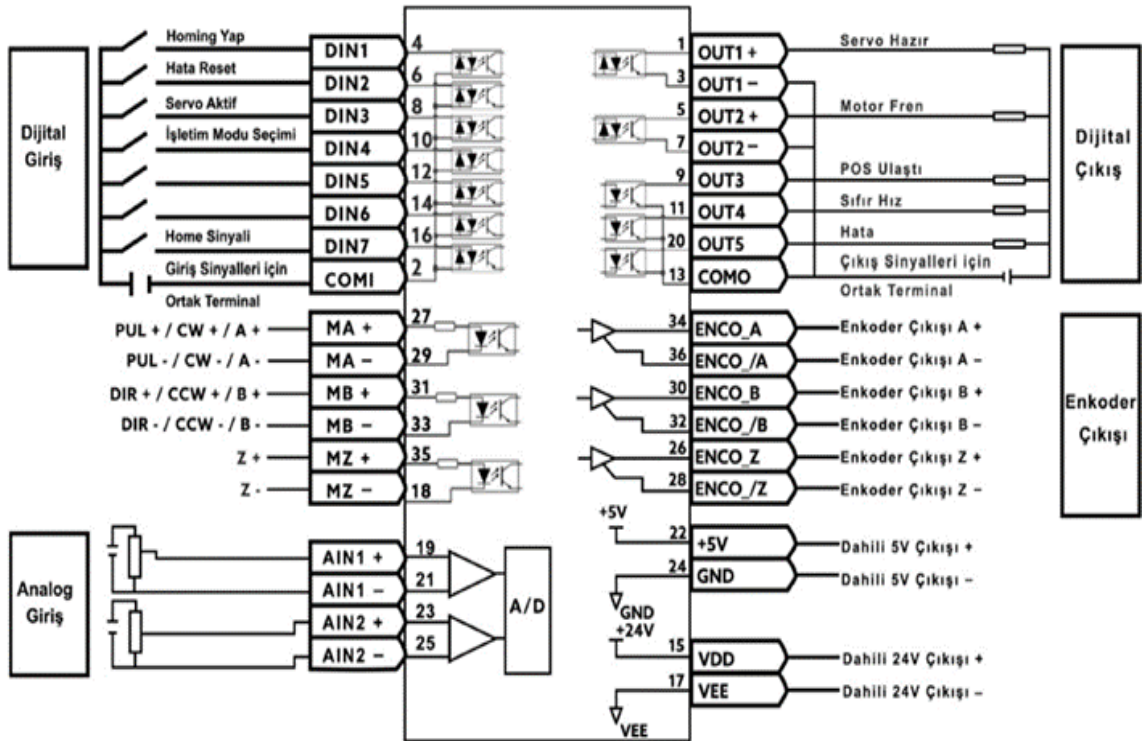 Dijital
Giriş
Homing Yap
DIN1
4
Hata Reset
DIN2
6
Servo Aktif
DIN3
8
İşletim Modu Seçimi
DIN4
10
DIN5
12
DIN6
14
Home Sinyali
DIN7
16
Giriş Sinyalleri için
Ortak Terminal
COMI
2
PUL + / CW + / A +
MA +
27
PUL - / CW - / A -
MA −
29
DIR + / CCW + / B +
MB +
31
DIR - / CCW - / B -
MB −
33
Z +
MZ +
35
Z -
MZ −
18
Analog
Giriş
AIN1 +
19
AIN1 −
21
AIN2 +
23
AIN2 −
25
A/D
1
OUT1 +
Servo Hazır
3
OUT1 −
5
OUT2 +
Motor Fren
7
OUT2 −
9
OUT3
POS Ulaştı
11
OUT4
Sıfır Hız
20
OUT5
Hata
13
COMO
Çıkış Sinyalleri için
Ortak Terminal
Dijital
Çıkış
34
ENCO_A
Enkoder Çıkışı A +
36
ENCO_/A
Enkoder Çıkışı A −
30
ENCO_B
Enkoder Çıkışı B +
32
ENCO_/B
Enkoder Çıkışı B −
26
ENCO_Z
Enkoder Çıkışı Z +
28
ENCO_/Z
Enkoder Çıkışı Z −
Enkoder
Çıkışı
+5V
22
+5V
Dahili 5V Çıkışı +
24
GND
Dahili 5V Çıkışı −
GND
+24V
15
VDD
Dahili 24V Çıkışı +
17
VEE
Dahili 24V Çıkışı −
VEE